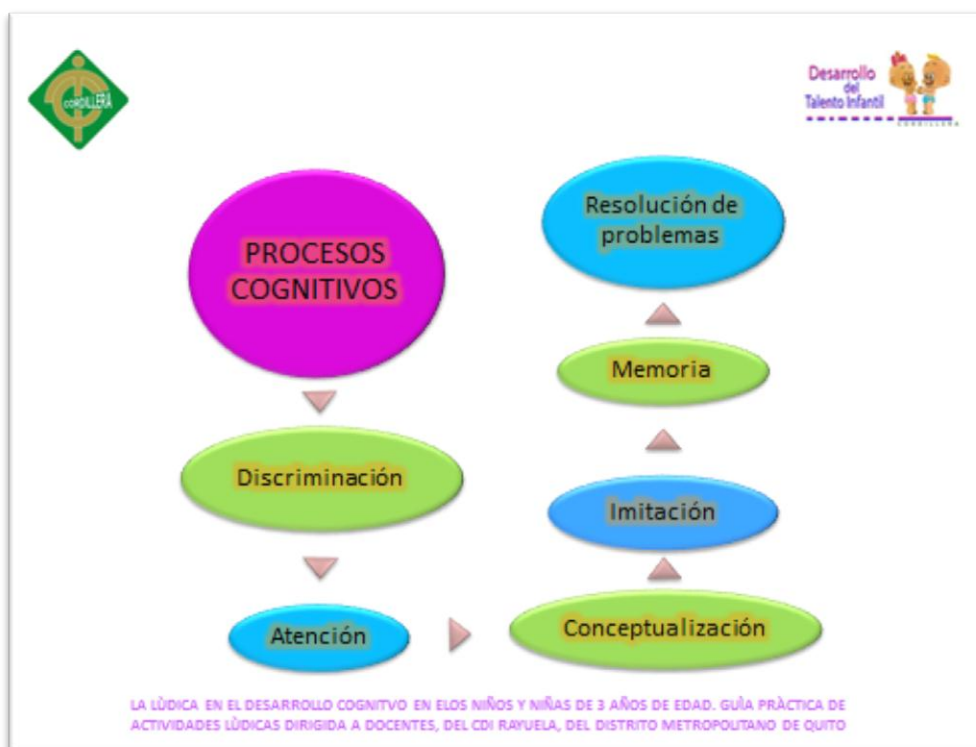 CORDILLERA
Desarrollo
del
Talento Infantil
CORDILLERA
PROCESOS
COGNITIVOS
Discriminación
Atención
Conceptualización
Imitación
Memoria
Resolución de
problemas
LA LÙDICA EN EL DESARROLLO COGNITVO EN ELOS NIÑOS Y NIÑAS DE 3 AÑOS DE EDAD. GUÌA PRÀCTICA DE
ACTIVIDADES LÙDICAS DIRIGIDA A DOCENTES, DEL CDI RAYUELA, DEL DISTRITO METROPOLITANO DE QUITO